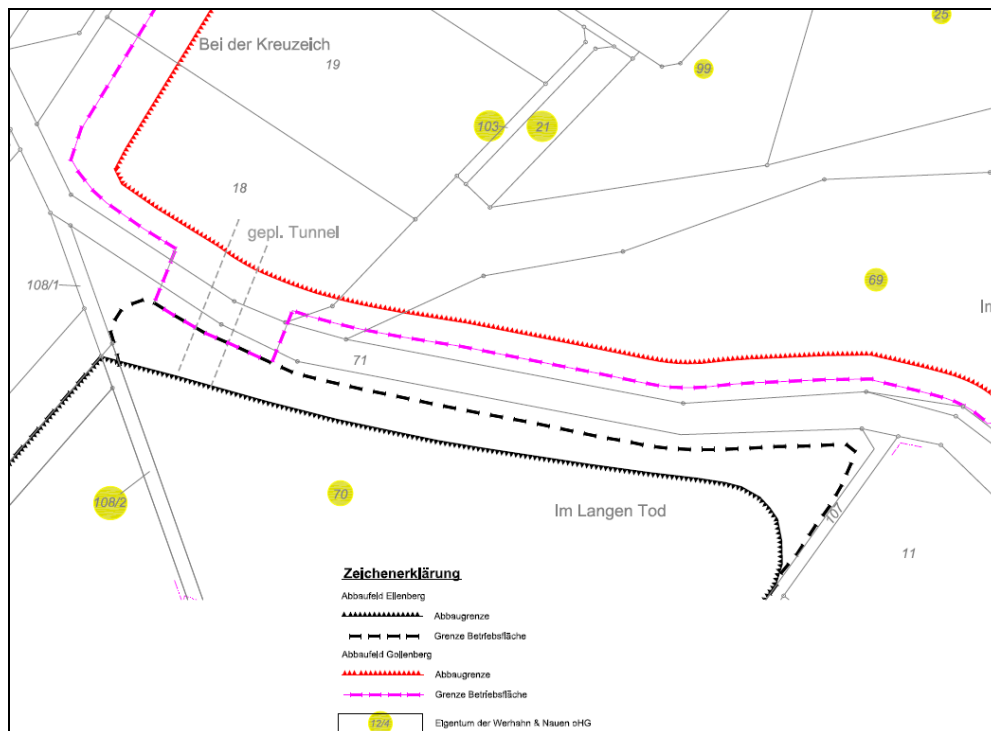 25
Bei der Kreuzeich
19
99
103
21
18
gepl. Tunnel
108/1
69
Im
71
108/2
70
Im Langen Tod
107
11
Zeichenerklärung
Abbaufeld Ellenberg
Abbaugrenze
Grenze Betriebsfläche
Abbaufeld Gollenberg
Abbaugrenze
Grenze Betriebsfläche
12/4
Eigentum der Werhahn & Nauen oHG